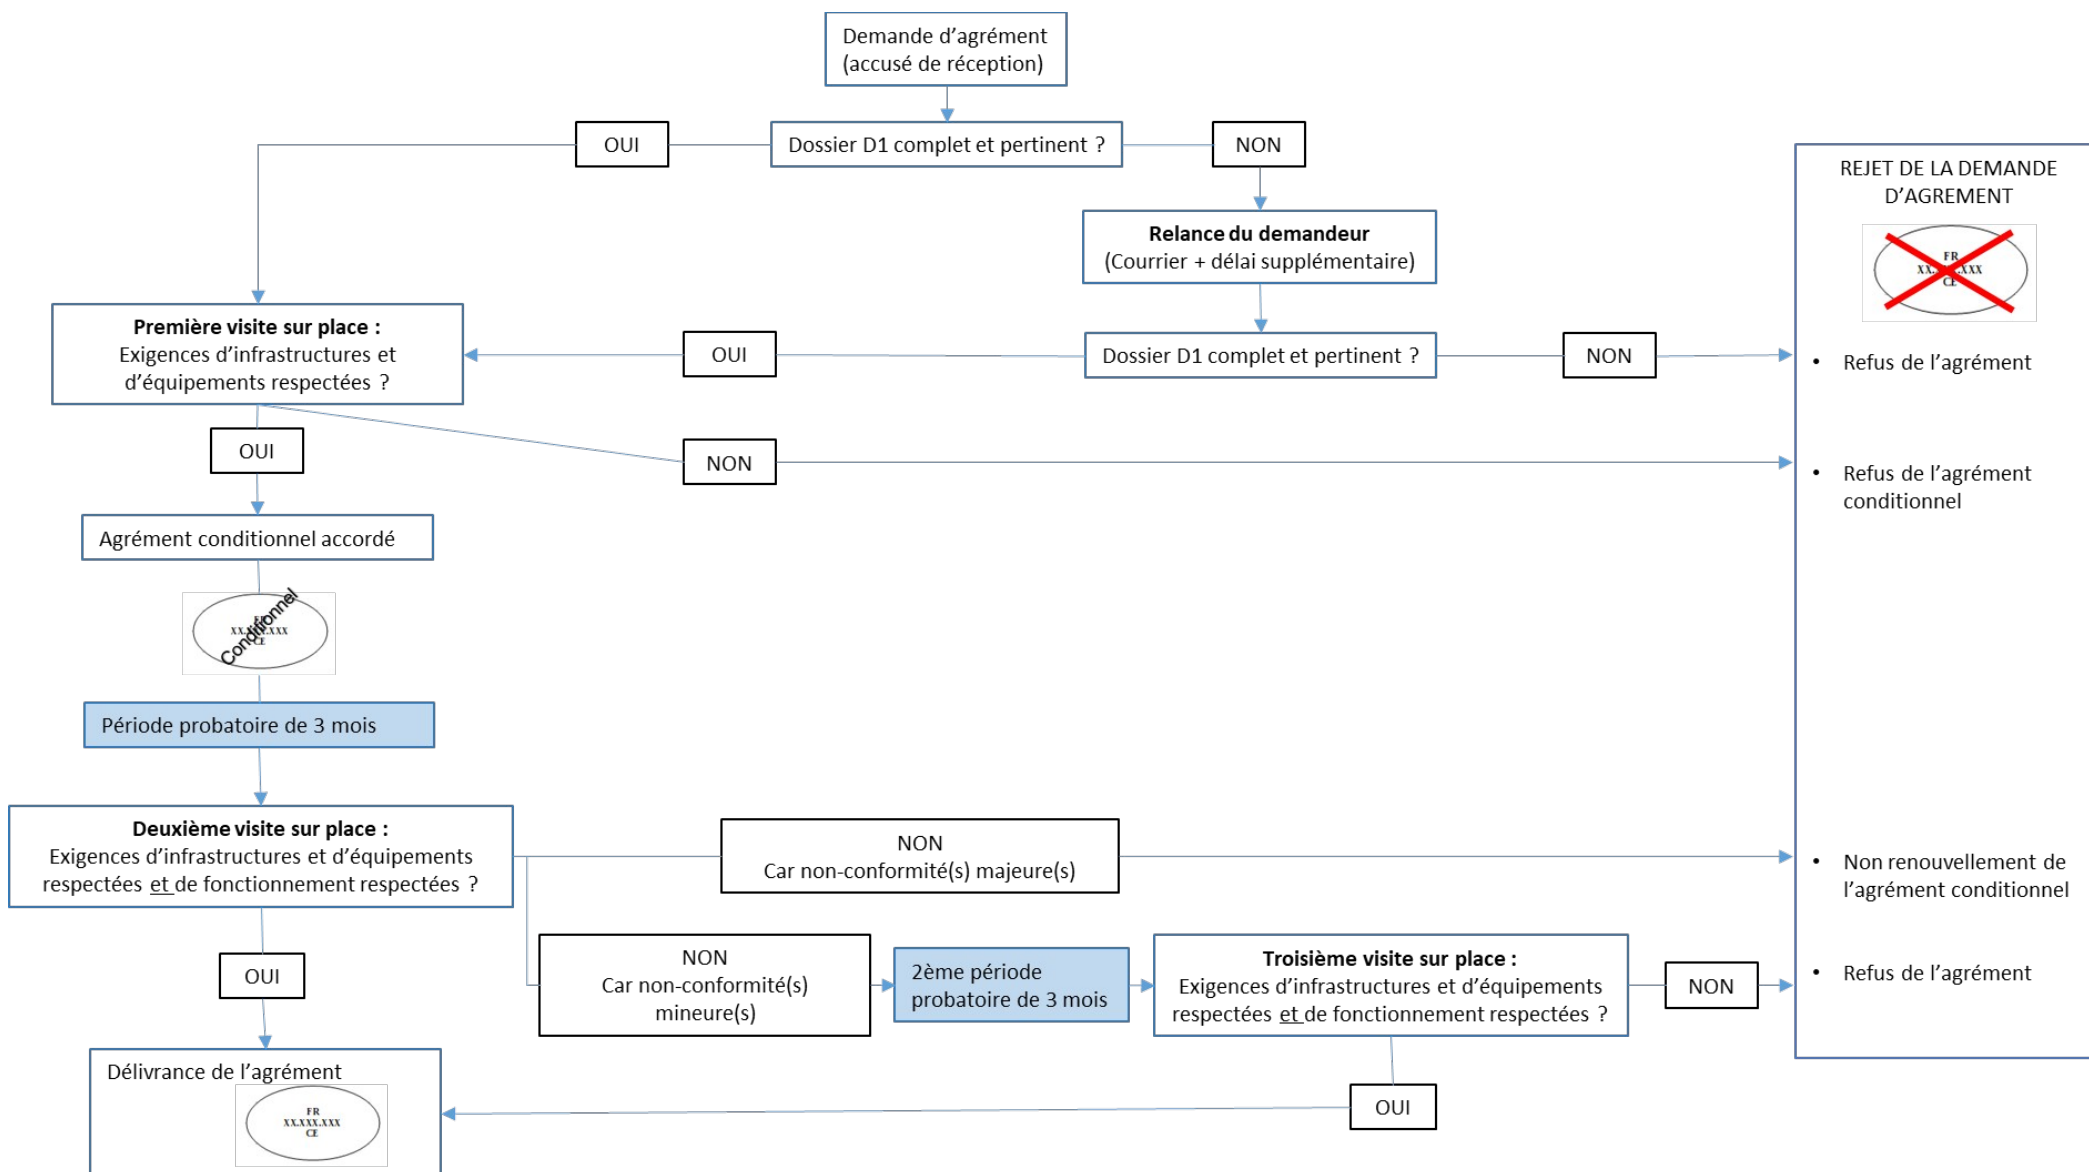 Demande d'agrément
(accusé de réception)
OUI
Dossier D1 complet et pertinent ?
NON
REJET DE LA DEMANDE
D'AGREMENT
FR
CE
Relance du demandeur
(Courrier + délai supplémentaire)
Première visite sur place :
Exigences d'infrastructures et
d'équipements respectées ?
OUI
Dossier D1 complet et pertinent ?
NON
• Refus de l'agrément
OUI
NON
• Refus de l'agrément
conditionnel
Agrément conditionnel accordé
Conditionnel
CE
Période probatoire de 3 mois
Deuxième visite sur place :
Exigences d'infrastructures et d'équipements
respectées et de fonctionnement respectées ?
NON
Car non-conformité(s) majeure(s)
• Non renouvellement de
l'agrément conditionnel
OUI
NON
Car non-conformité(s)
mineure(s)
2ème période
probatoire de 3 mois
Troisième visite sur place :
Exigences d'infrastructures et d'équipements
respectées et de fonctionnement respectées ?
NON
• Refus de l'agrément
Délivrance de l'agrément
FR
XX.XXX.XXX
CE
OUI